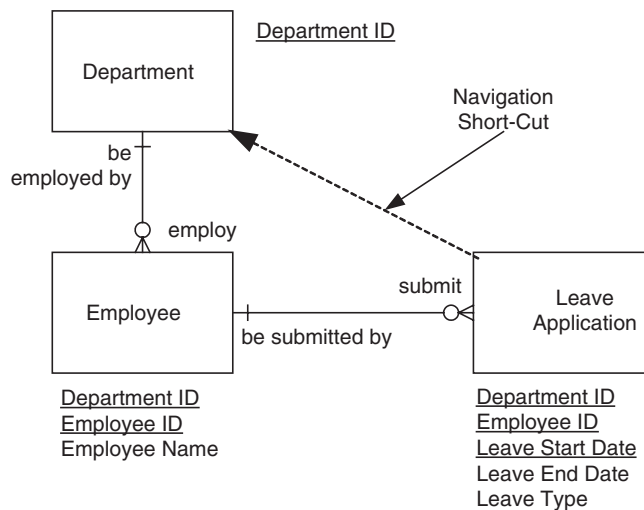 Department ID
Department
Navigation
Short-Cut
be
employed by
employ
submit
Employee
Leave
Application
be submitted by
Department ID
Employee ID
Employee Name
Department ID
Employee ID
Leave Start Date
Leave End Date
Leave Type